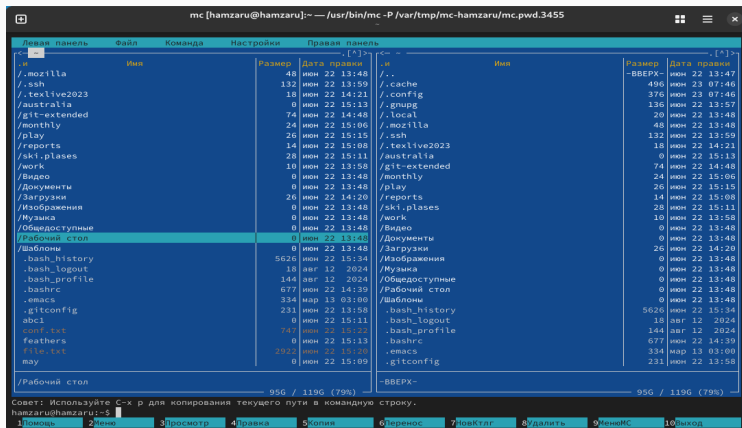 mc [hamzaru@hamzaru]:~ — /usr/bin/mc -P /var/tmp/mc-hamzaru/mc.pwd.3455
Левая панель Файл Команда Настройки Правая панель
<- ~ .[^]> <- ~ .[^]>
.и Имя Размер Дата правки .и Имя Размер Дата правки
/.mozilla 48 июн 22 13:48 /.. -ВВЕРХ- июн 22 13:47
/.ssh 132 июн 22 13:59 /.cache 496 июн 23 07:46
/.texlive2023 18 июн 22 14:21 /.config 376 июн 23 07:46
/australia 0 июн 22 15:13 /.gnupg 136 июн 22 13:57
/git-extended 74 июн 22 14:48 /.local 20 июн 22 13:48
/monthly 24 июн 22 15:06 /.mozilla 48 июн 22 13:48
/play 26 июн 22 15:15 /.ssh 132 июн 22 13:59
/reports 14 июн 22 15:08 /.texlive2023 18 июн 22 14:21
/ski.plases 28 июн 22 15:11 /australia 0 июн 22 15:13
/work 10 июн 22 13:58 /git-extended 74 июн 22 14:48
/Видео 0 июн 22 13:48 /monthly 24 июн 22 15:06
/Документы 0 июн 22 13:48 /play 26 июн 22 15:15
/Загрузки 26 июн 22 14:20 /reports 14 июн 22 15:08
/Изображения 0 июн 22 13:48 /ski.plases 28 июн 22 15:11
/Музыка 0 июн 22 13:48 /work 10 июн 22 13:58
/Общедоступные 0 июн 22 13:48 /Видео 0 июн 22 13:48
/Рабочий стол 0 июн 22 13:48 /Документы 0 июн 22 13:48
/Шаблоны 0 июн 22 13:48 /Загрузки 26 июн 22 14:20
.bash_history 5626 июн 22 15:34 /Изображения 0 июн 22 13:48
.bash_logout 18 авг 12 2024 /Музыка 0 июн 22 13:48
.bash_profile 144 авг 12 2024 /Общедоступные 0 июн 22 13:48
.bashrc 677 июн 22 14:39 /Рабочий стол 0 июн 22 13:48
.emacs 334 мар 13 03:00 /Шаблоны 0 июн 22 13:48
.gitconfig 231 июн 22 13:58 .bash_history 5626 июн 22 15:34
abc1 0 июн 22 15:11 .bash_logout 18 авг 12 2024
conf.txt 747 июн 22 15:22 .bash_profile 144 авг 12 2024
feathers 0 июн 22 15:13 .bashrc 677 июн 22 14:39
file.txt 2922 июн 22 15:20 .emacs 334 мар 13 03:00
may 0 июн 22 15:09 .gitconfig 231 июн 22 13:58
/Рабочий стол -ВВЕРХ-
95G / 119G (79%) 95G / 119G (79%)
Совет: Используйте C-x p для копирования текущего пути в командную строку.
hamzaru@hamzaru:~$
1Помощь 2Меню 3Просмотр 4Правка 5Копия 6Перенос 7НовКтлг 8Удалить 9МенюMC 10Выход